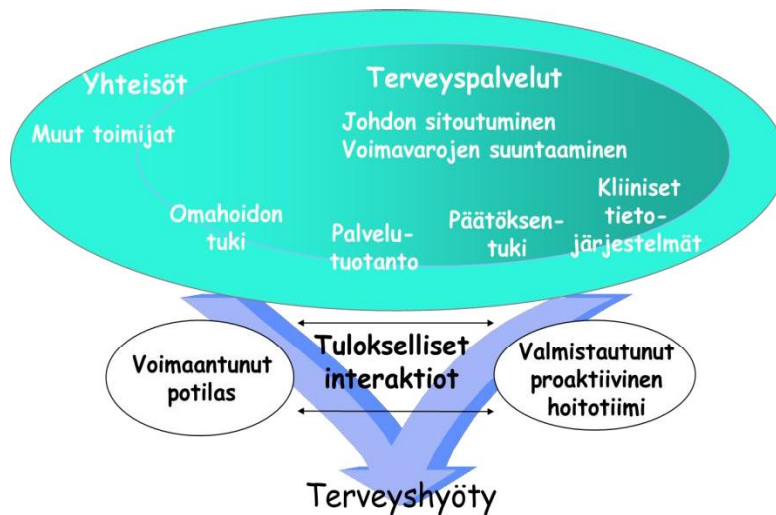 Yhteisöt
Terveyspalvelut
Muut toimijat
Johdon sitoutuminen
Voimavarojen suuntaaminen
Omahoidon
tuki
Palvelu-
tuotanto
Päätöksen-
tuki
Kliiniset
tieto-
järjestelmät
Voimaantunut
potilas
Tulokselliset
interaktiot
Valmistautunut
proaktiivinen
hoitotiimi
Terveyshyöty